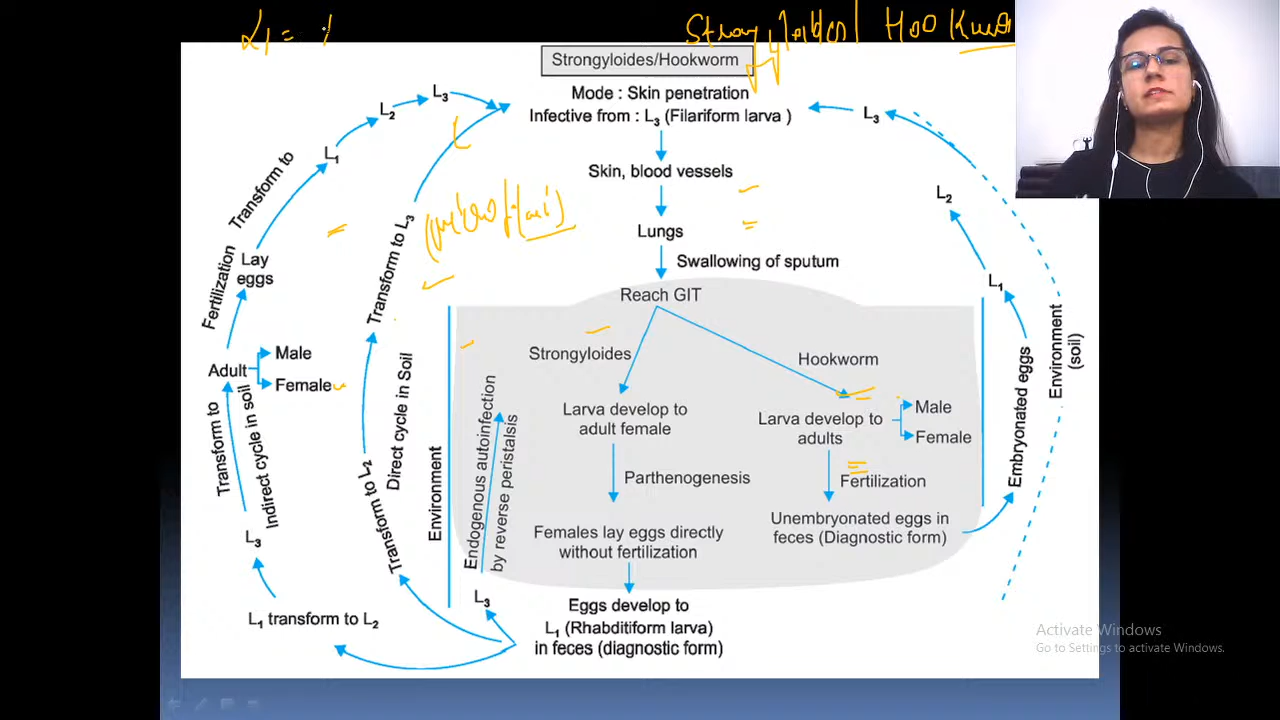 L1 =
Strongyloides / Hook
Strongyloides/Hookworm
Mode : Skin penetration
Infective from : L3 (Filariform larva )
Skin, blood vessels
Lungs
Swallowing of sputum
Reach GIT
Strongyloides
Larva develop to
adult female
Parthenogenesis
Females lay eggs directly
without fertilization
Eggs develop to
L1 (Rhabditiform larva)
in feces (diagnostic form)
Hookworm
Larva develop to
adults
Male
Female
Fertilization
Unembryonated eggs in
feces (Diagnostic form)
Embryonated eggs
L1
L2
L3
Environment
(soil)
L3
Endogenous autoinfection
by reverse peristalsis
Environment
Transform to L2
Direct cycle in Soil
Transform to L3
L1 transform to L2
L3
Transform to
Indirect cycle in soil
Adult
Male
Female
Fertilization
Lay
eggs
Transform to
L1
L2
L3
Activate Windows
Go to Settings to activate Windows.